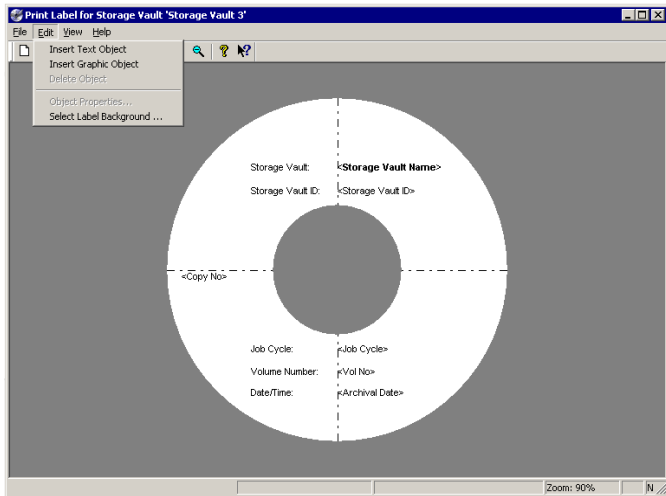 Print Label for Storage Vault 'Storage Vault 3'
File Edit View Help
Insert Text Object
Insert Graphic Object
Delete Object
Object Properties...
Select Label Background ...
Storage Vault: <Storage Vault Name>
Storage Vault ID: <Storage Vault ID>
<Copy No>
Job Cycle: <Job Cycle>
Volume Number: <Vol No>
Date/Time: <Archival Date>
Zoom: 90% N